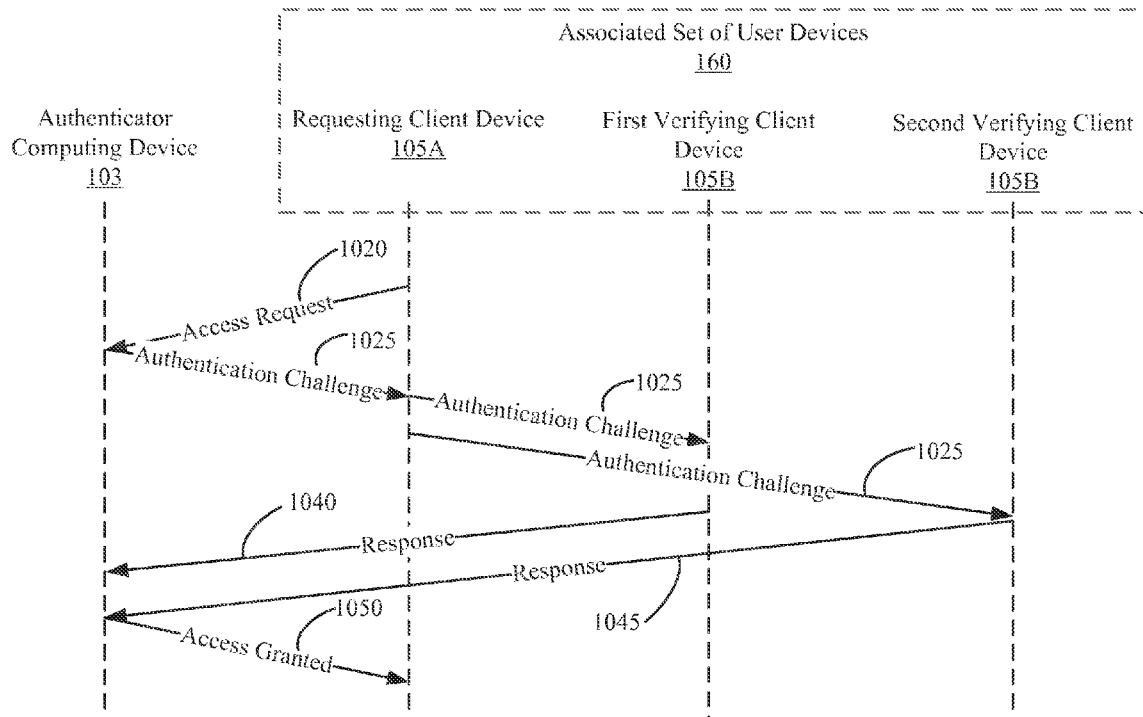 Associated Set of User Devices
160
Authenticator
Computing Device
103
Requesting Client Device
105A
First Verifying Client
Device
105B
Second Verifying Client
Device
105B
1020
Access Request
1025
Authentication Challenge
1025
Authentication Challenge
1025
Authentication Challenge
1040
Response
Response
1045
1050
Access Granted